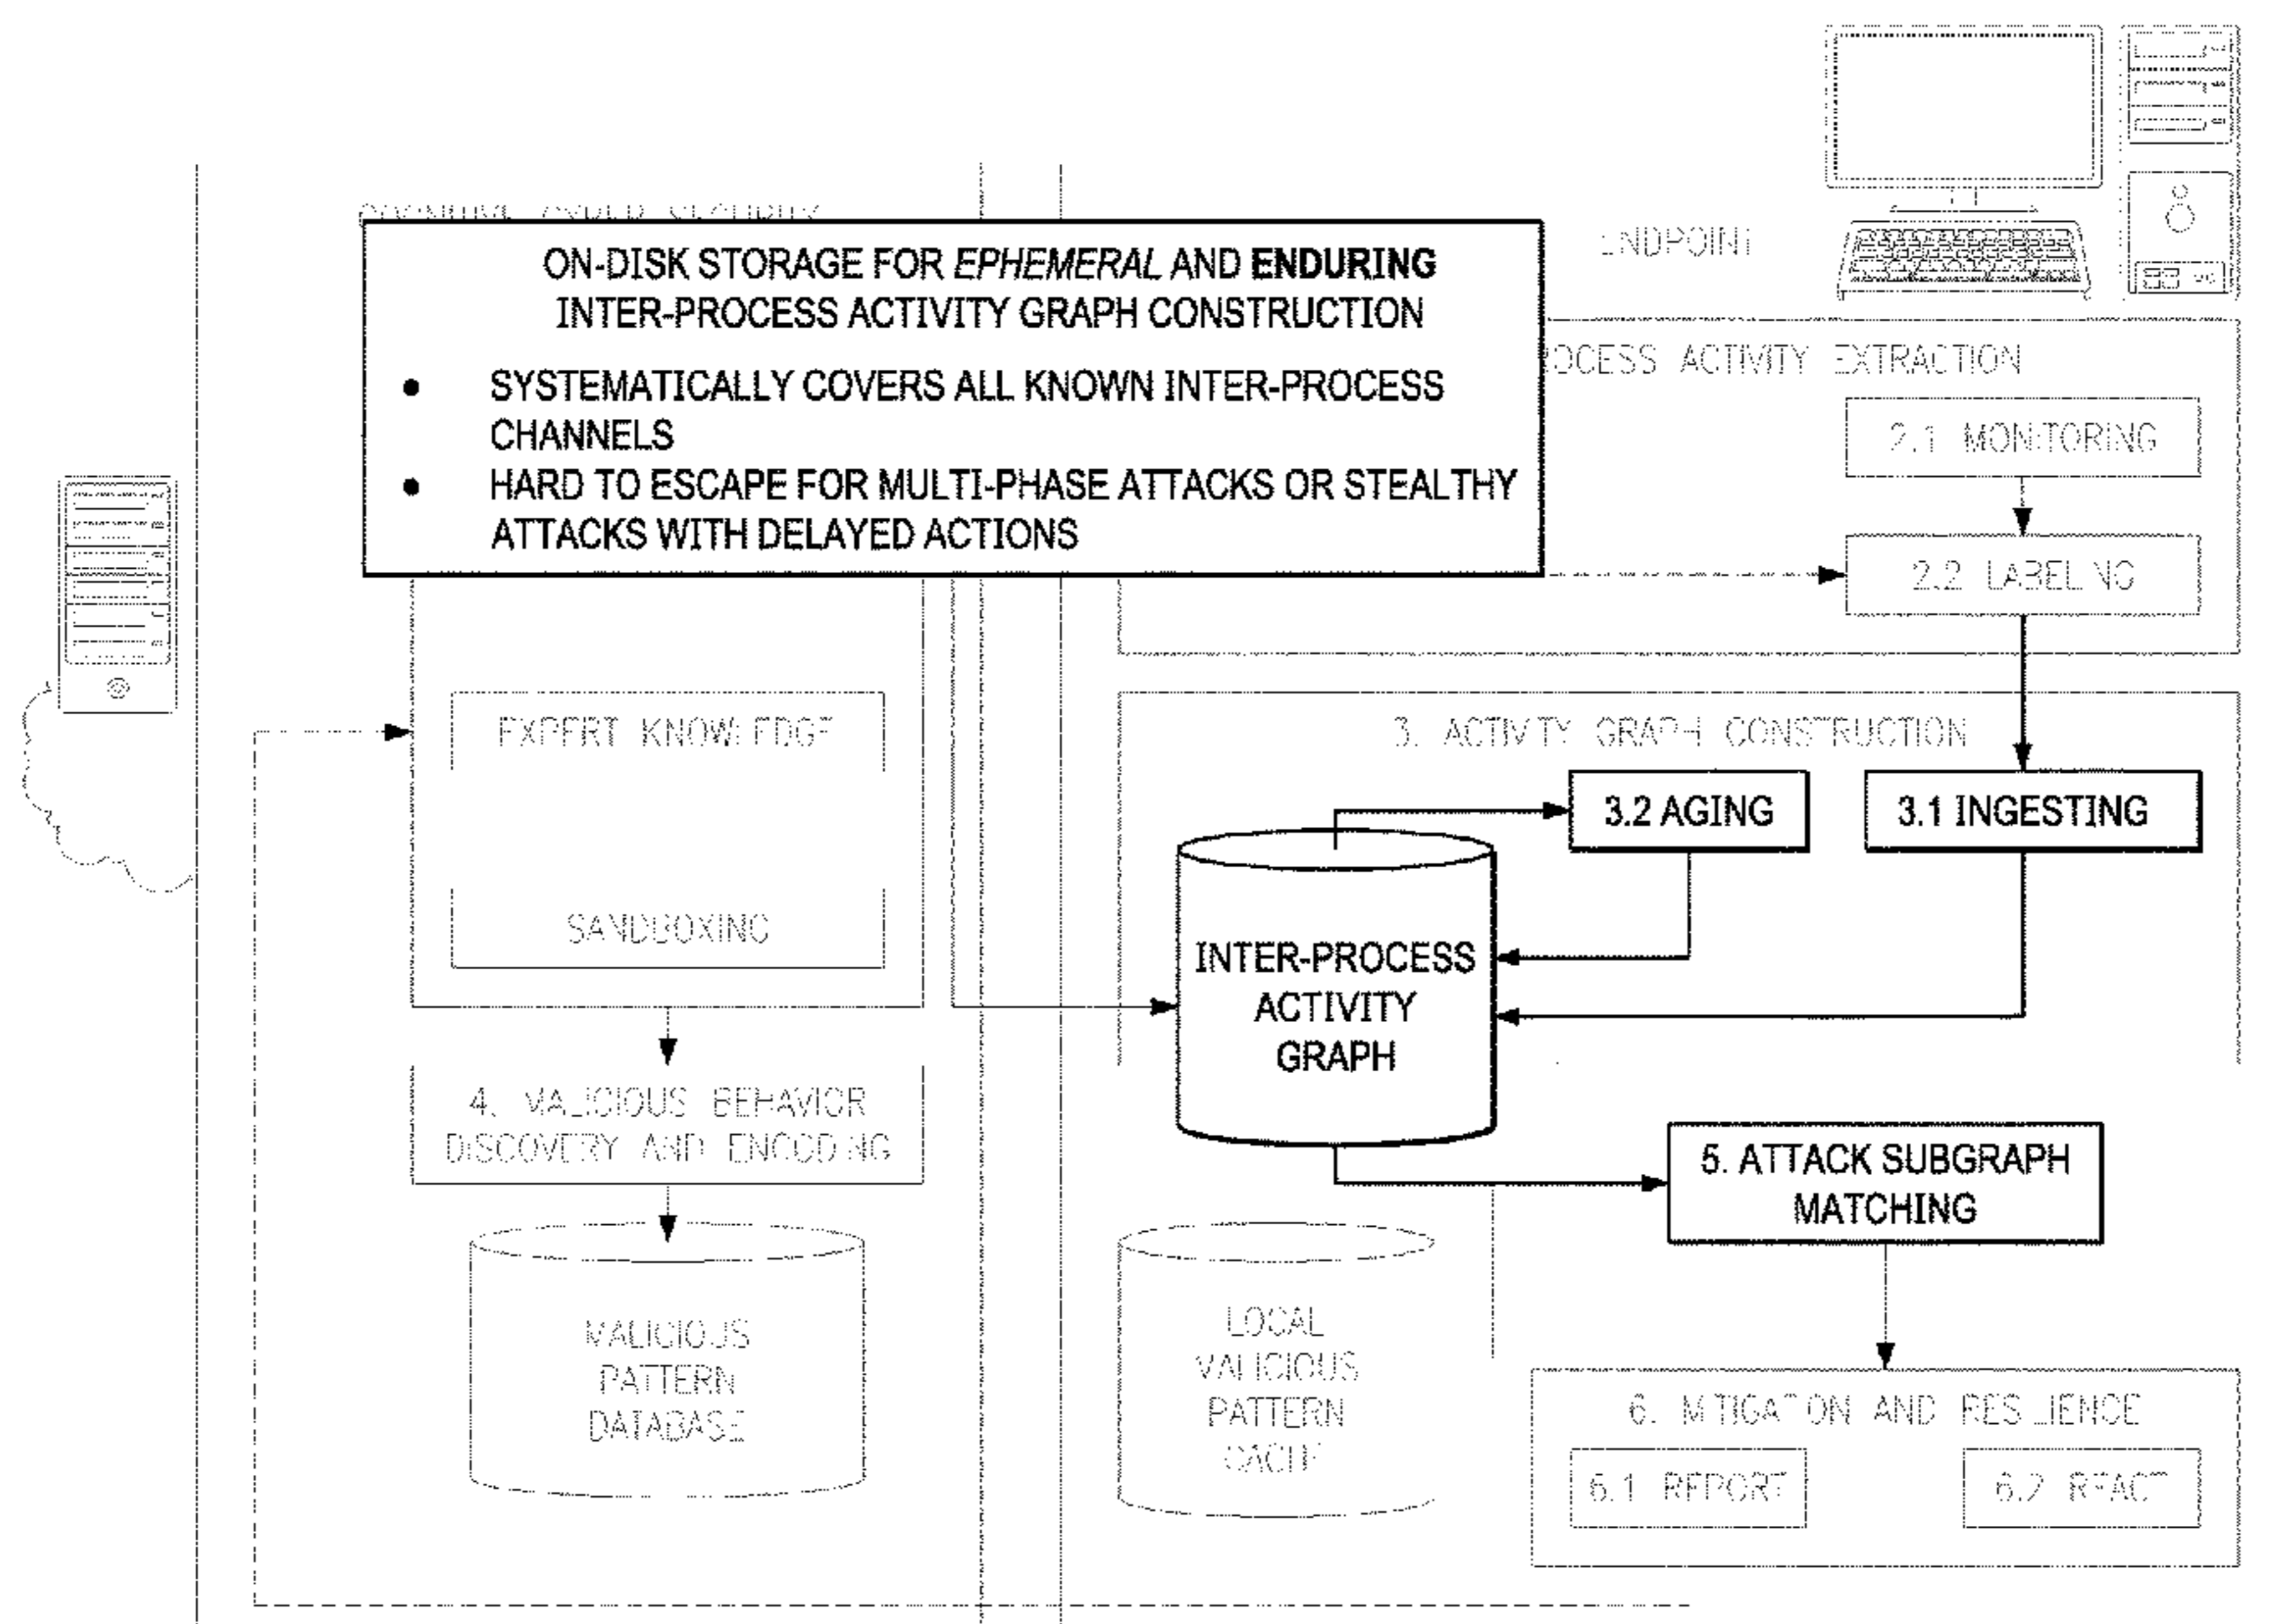 ON-DISK STORAGE FOR EPHEMERAL AND ENDURING
INTER-PROCESS ACTIVITY GRAPH CONSTRUCTION
• SYSTEMATICALLY COVERS ALL KNOWN INTER-PROCESS
CHANNELS
• HARD TO ESCAPE FOR MULTI-PHASE ATTACKS OR STEALTHY
ATTACKS WITH DELAYED ACTIONS
ENDPOINT
ACTIVITY EXTRACTION
2.1 MONITORING
2.2 LABELING
EXPERT KNOWLEDGE
SANDBOXING
3. ACTIVITY GRAPH CONSTRUCTION
3.2 AGING
3.1 INGESTING
INTER-PROCESS
ACTIVITY
GRAPH
4. MALICIOUS BEHAVIOR
DISCOVERY AND ENCODING
5. ATTACK SUBGRAPH
MATCHING
MALICIOUS
PATTERN
DATABASE
LOCAL
MALICIOUS
PATTERN
CACHE
6. MITIGATION AND RESILIENCE
6.1 REPORT
6.2 REACT